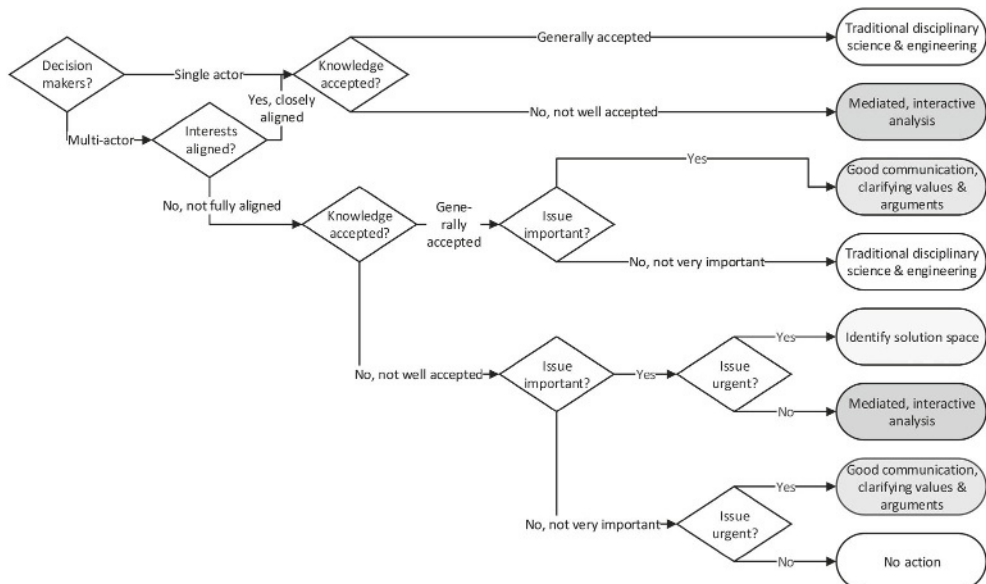 Decision
makers?
Single actor
Knowledge
accepted?
Generally accepted
Traditional disciplinary
science & engineering
No, not well accepted
Mediated, interactive
analysis
Multi-actor
Interests
aligned?
Yes, closely
aligned
No, not fully aligned
Knowledge
accepted?
Gene-
rally
accepted
Issue
important?
Yes
Good communication,
clarifying values &
arguments
No, not very important
Traditional disciplinary
science & engineering
No, not well accepted
Issue
important?
Yes
Issue
urgent?
Yes
Identify solution space
No
Mediated, interactive
analysis
No, not very important
Issue
urgent?
Yes
Good communication,
clarifying values &
arguments
No
No action